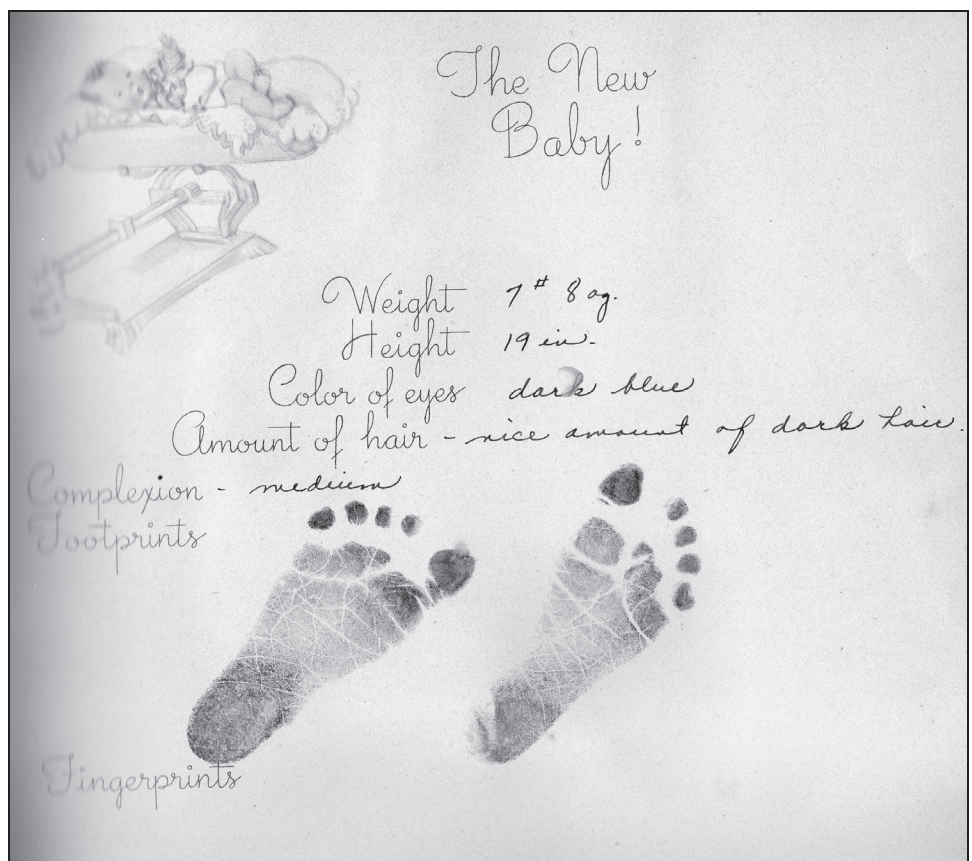 The New
Baby!
Weight 7# 8 oz.
Height 19 in.
Color of eyes dark blue
Amount of hair - nice amount of dark hair.
Complexion - medium
Footprints
Fingerprints